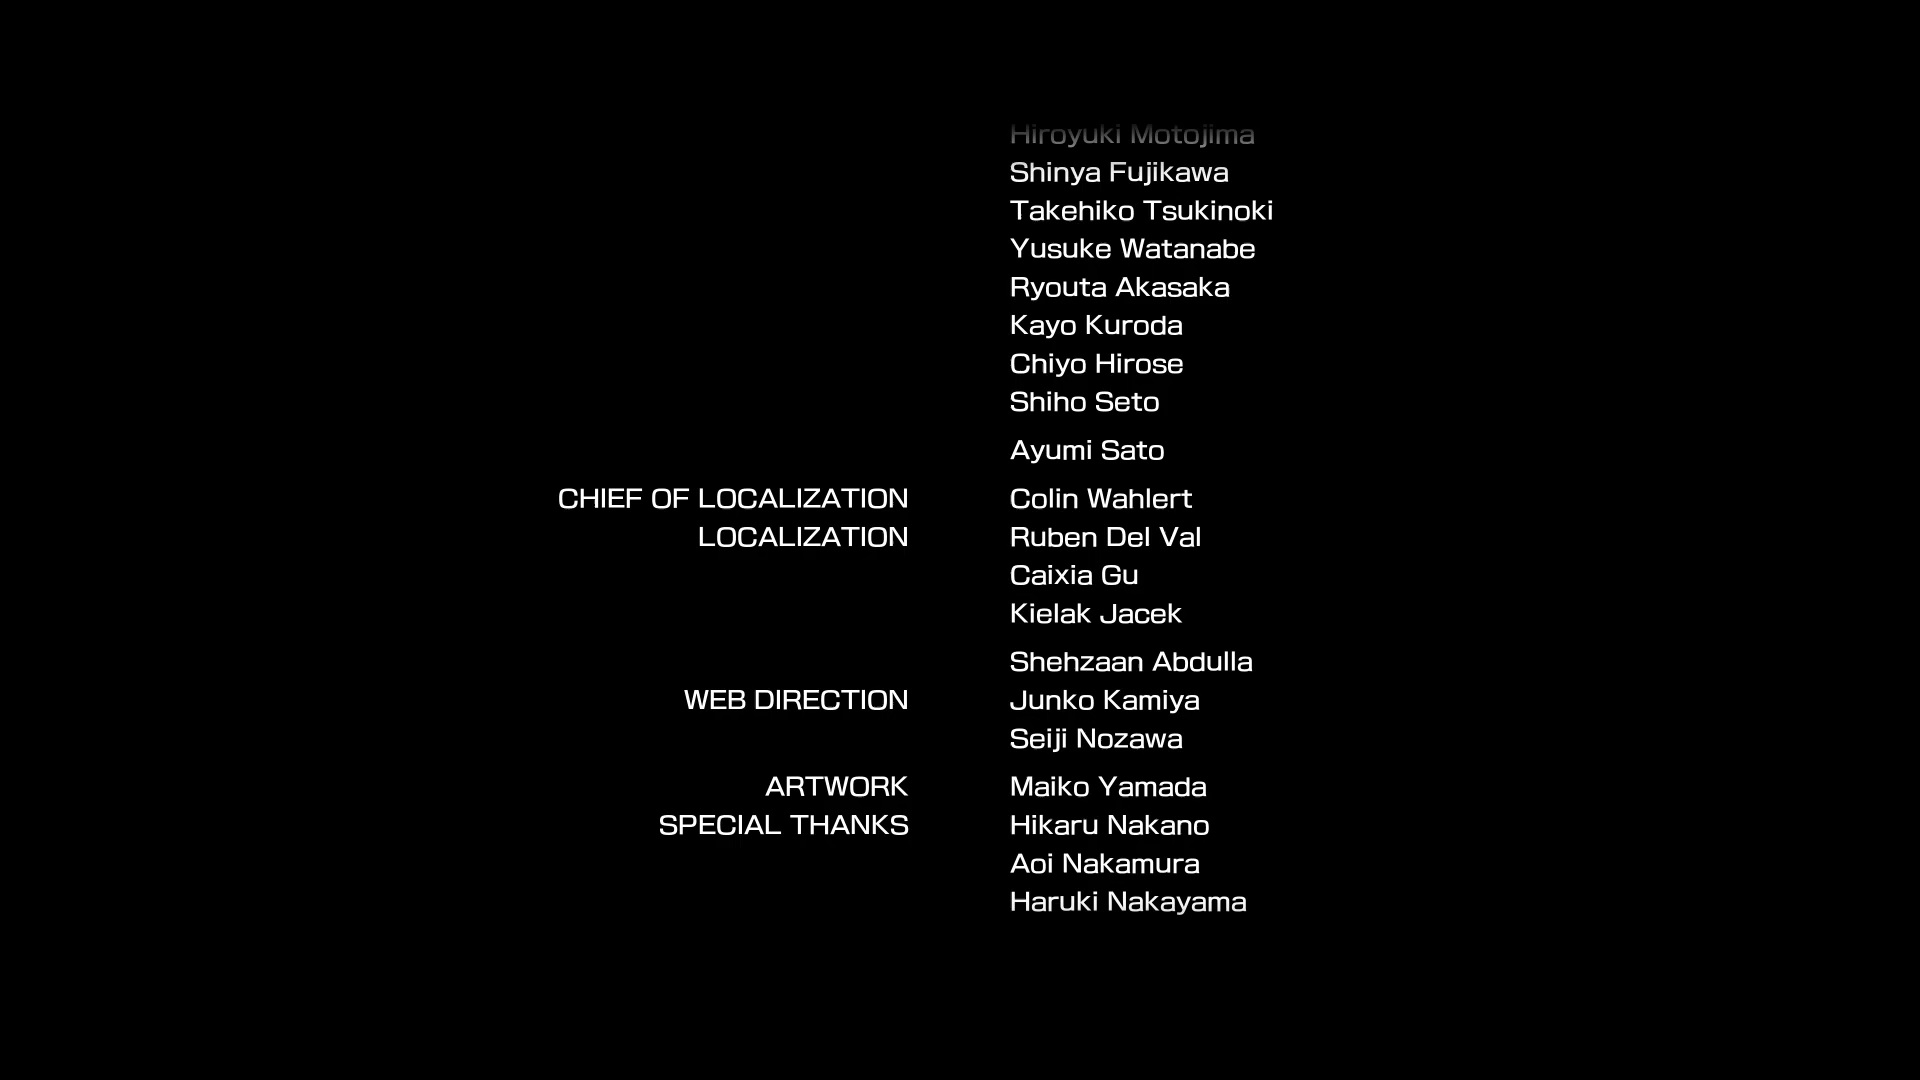 Hiroyuki Motojima
Shinya Fujikawa
Takehiko Tsukinoki
Yusuke Watanabe
Ryouta Akasaka
Kayo Kuroda
Chiyo Hirose
Shiho Seto
Ayumi Sato
CHIEF OF LOCALIZATION Colin Wahlert
LOCALIZATION Ruben Del Val
Caixia Gu
Kielak Jacek
Shehzaan Abdulla
WEB DIRECTION Junko Kamiya
Seiji Nozawa
ARTWORK Maiko Yamada
SPECIAL THANKS Hikaru Nakano
Aoi Nakamura
Haruki Nakayama